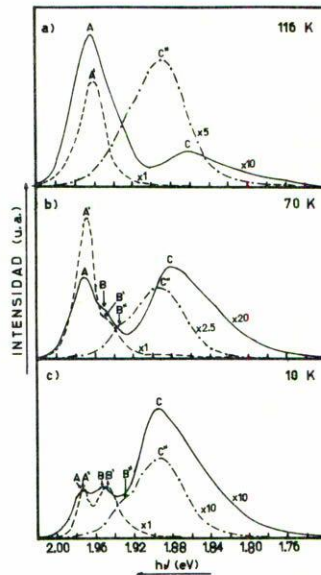 a)
116 K
A
A'
C"
C
x5
x10
x1
b)
70 K
A'
A
B
B'
B"
C
C"
x20
x2.5
x1
c)
10 K
C
A
A'
B
B'
B"
C"
x10
x10
x1
INTENSIDAD (u.a.)
2.00 1.96 1.92 1.88 1.84 1.80 1.76
hν (eV)